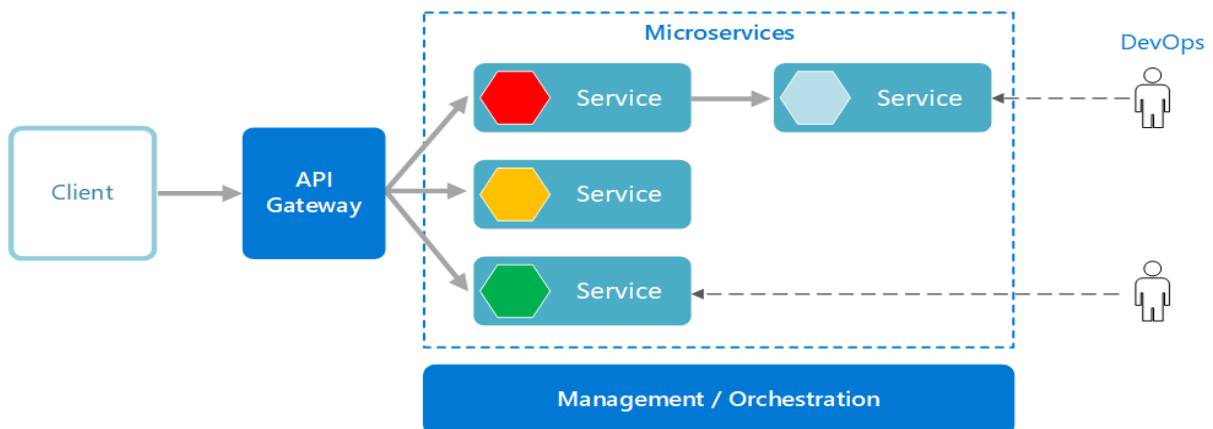 Microservices
DevOps
Service
Service
Client
API
Gateway
Service
Service
Management / Orchestration